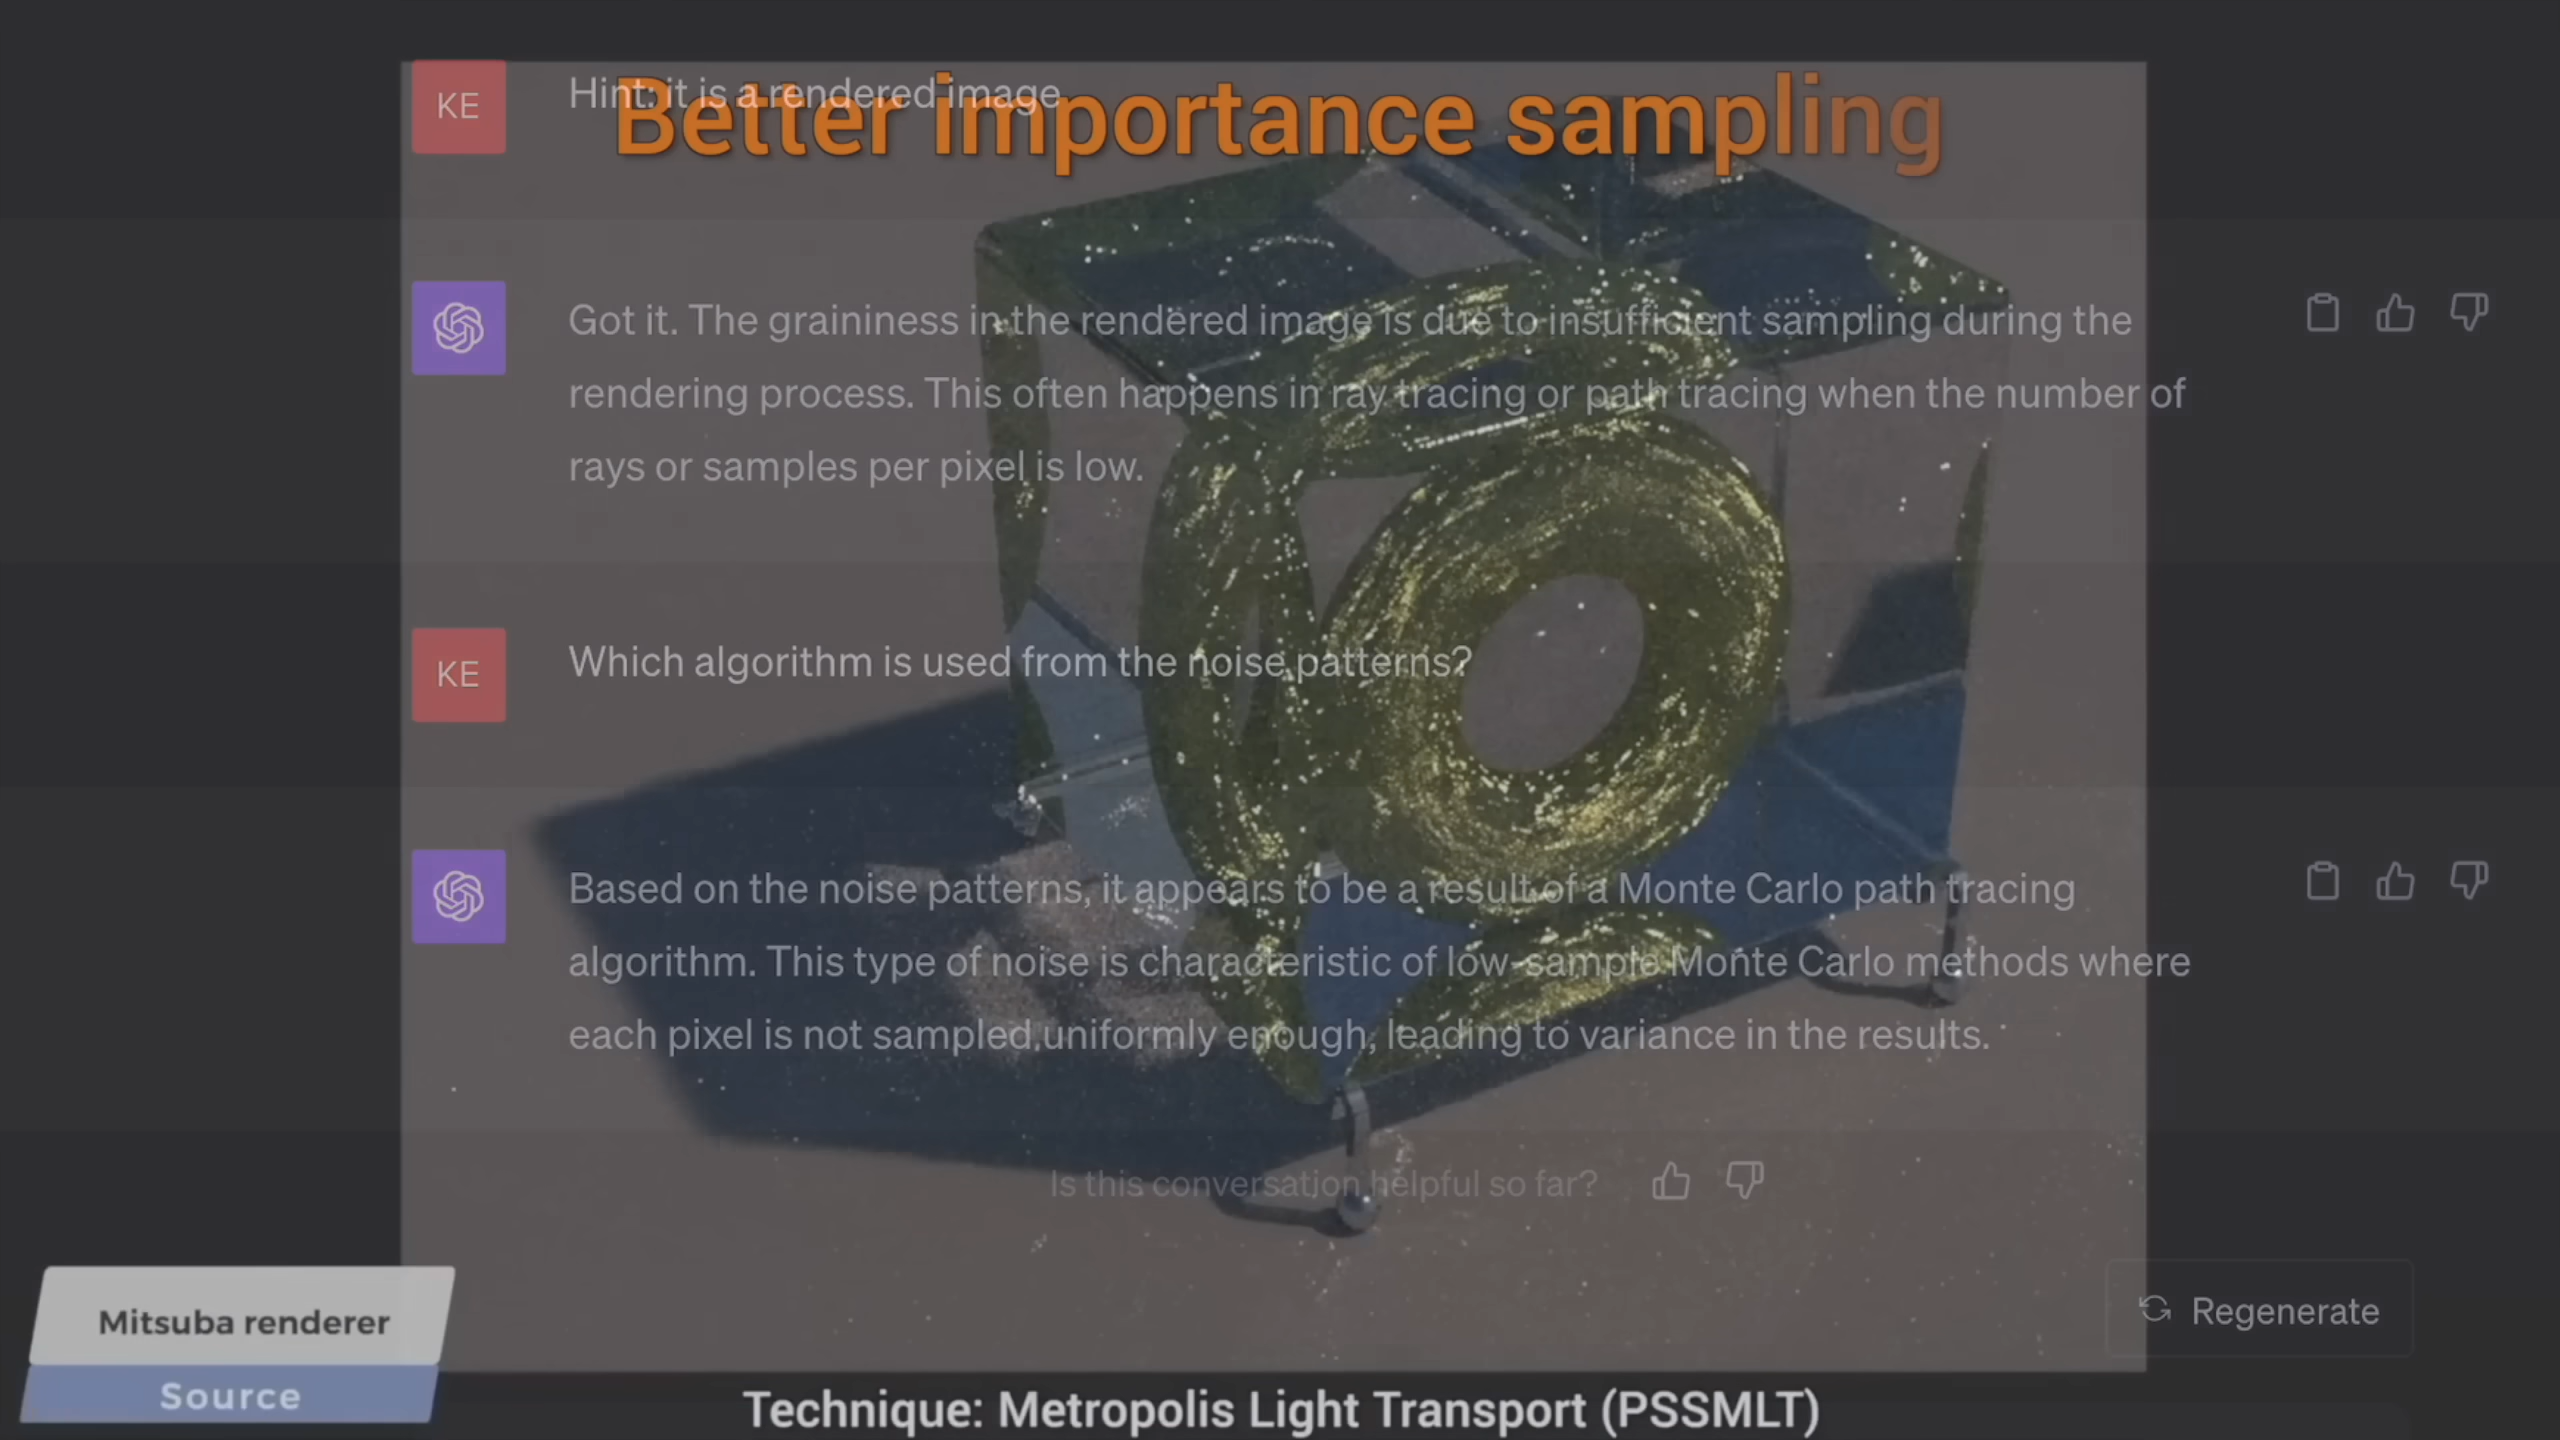 KE
Hint: it is a rendered image
Better importance sampling
Got it. The graininess in the rendered image is due to insufficient sampling during the
rendering process. This often happens in ray tracing or path tracing when the number of
rays or samples per pixel is low.
KE
Which algorithm is used from the noise patterns?
Based on the noise patterns, it appears to be a result of a Monte Carlo path tracing
algorithm. This type of noise is characteristic of low-sample Monte Carlo methods where
each pixel is not sampled uniformly enough, leading to variance in the results.
Is this conversation helpful so far?
Regenerate
Mitsuba renderer
Source
Technique: Metropolis Light Transport (PSSMLT)